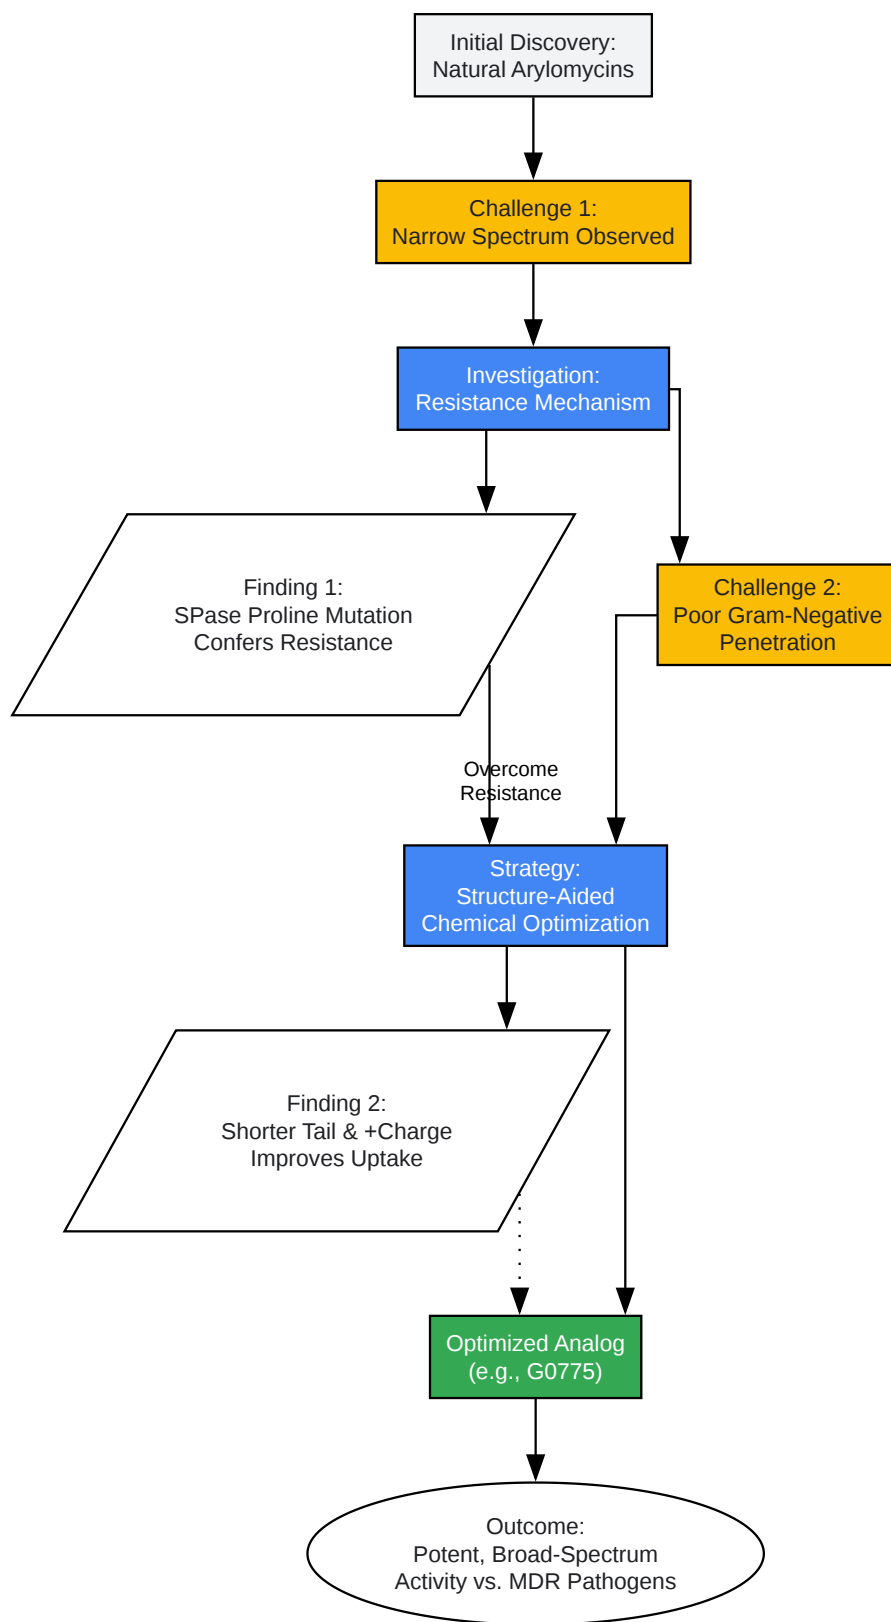 Initial Discovery:
Natural Arylomycins
Challenge 1:
Narrow Spectrum Observed
Investigation:
Resistance Mechanism
Finding 1:
SPase Proline Mutation
Confers Resistance
Challenge 2:
Poor Gram-Negative
Penetration
Overcome
Resistance
Strategy:
Structure-Aided
Chemical Optimization
Finding 2:
Shorter Tail & +Charge
Improves Uptake
Optimized Analog
(e.g., G0775)
Outcome:
Potent, Broad-Spectrum
Activity vs. MDR Pathogens